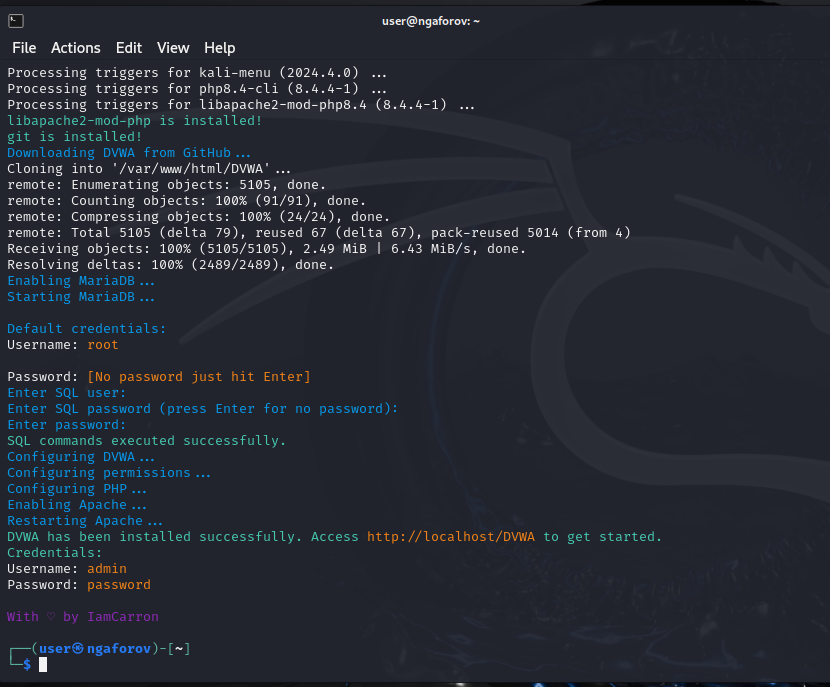 user@ngaforov: ~
File Actions Edit View Help
Processing triggers for kali-menu (2024.4.0) ...
Processing triggers for php8.4-cli (8.4.4-1) ...
Processing triggers for libapache2-mod-php8.4 (8.4.4-1) ...
libapache2-mod-php is installed!
git is installed!
Downloading DVWA from GitHub...
Cloning into '/var/www/html/DVWA'...
remote: Enumerating objects: 5105, done.
remote: Counting objects: 100% (91/91), done.
remote: Compressing objects: 100% (24/24), done.
remote: Total 5105 (delta 79), reused 67 (delta 67), pack-reused 5014 (from 4)
Receiving objects: 100% (5105/5105), 2.49 MiB | 6.43 MiB/s, done.
Resolving deltas: 100% (2489/2489), done.
Enabling MariaDB...
Starting MariaDB...
Default credentials:
Username: root
Password: [No password just hit Enter]
Enter SQL user:
Enter SQL password (press Enter for no password):
Enter password:
SQL commands executed successfully.
Configuring DVWA...
Configuring permissions...
Configuring PHP...
Enabling Apache...
Restarting Apache...
DVWA has been installed successfully. Access http://localhost/DVWA to get started.
Credentials:
Username: admin
Password: password
With ♡ by IamCarron
┌──(user㉿ngaforov)-[~]
└─$